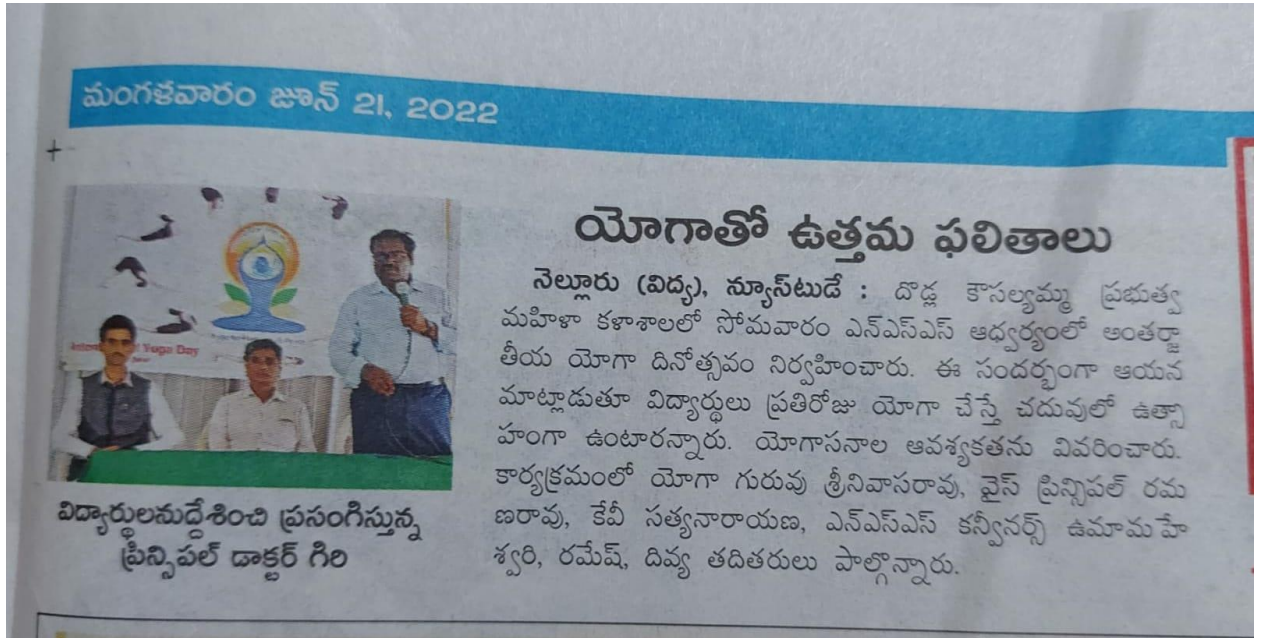 మంగళవారం జూన్ 21, 2022
యోగాతో ఉత్తమ ఫలితాలు
నెల్లూరు (విద్య), న్యూస్‌టుడే : దొడ్ల కౌసల్యమ్మ ప్రభుత్వ
మహిళా కళాశాలలో సోమవారం ఎన్ఎస్ఎస్ ఆధ్వర్యంలో అంతర్జా
తీయ యోగా దినోత్సవం నిర్వహించారు. ఈ సందర్భంగా ఆయన
మాట్లాడుతూ విద్యార్థులు ప్రతిరోజు యోగా చేస్తే చదువులో ఉత్సా
హంగా ఉంటారన్నారు. యోగాసనాల ఆవశ్యకతను వివరించారు.
కార్యక్రమంలో యోగా గురువు శ్రీనివాసరావు, వైస్ ప్రిన్సిపల్ రమ
ణరావు, కేవీ సత్యనారాయణ, ఎన్ఎస్ఎస్ కన్వీనర్స్ ఉమామహే
శ్వరి, రమేష్, దివ్య తదితరులు పాల్గొన్నారు.
Yuga Day
విద్యార్థులనుద్దేశించి ప్రసంగిస్తున్న
ప్రిన్సిపల్ డాక్టర్ గిరి